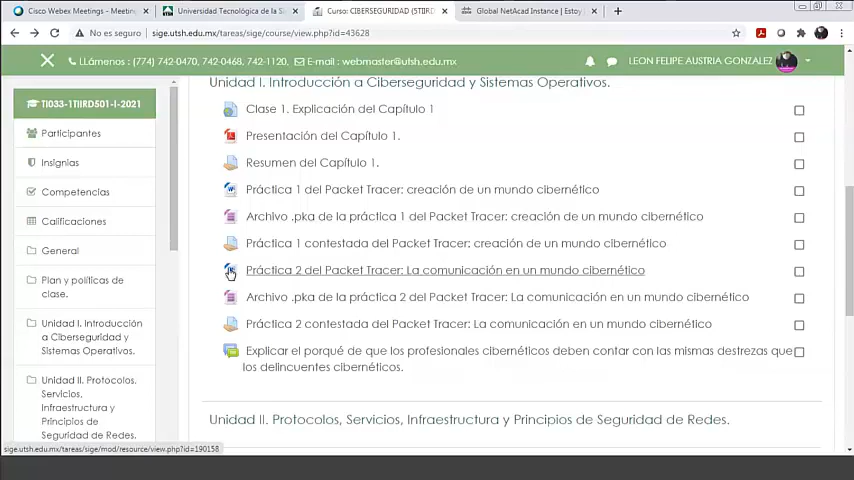 Cisco Webex Meetings - Meeting
Universidad Tecnológica de la Si
Curso: CIBERSEGURIDAD (5TIIRD
Global NetAcad Instance | Estoy
No es seguro | sige.utsh.edu.mx/tareas/sige/course/view.php?id=43628
LLámenos : (774) 742-0470, 742-0468, 742-1120,
E-mail : webmaster@utsh.edu.mx
LEON FELIPE AUSTRIA GONZALEZ
TI033-1TIIRD501-I-2021
Participantes
Insignias
Competencias
Calificaciones
General
Plan y políticas de
clase.
Unidad I. Introducción
a Ciberseguridad y
Sistemas Operativos.
Unidad II. Protocolos,
Servicios,
Infraestructura y
Principios de
Seguridad de Redes.
Unidad I. Introducción a Ciberseguridad y Sistemas Operativos.
Clase 1. Explicación del Capítulo 1
Presentación del Capítulo 1.
Resumen del Capítulo 1.
Práctica 1 del Packet Tracer: creación de un mundo cibernético
Archivo .pka de la práctica 1 del Packet Tracer: creación de un mundo cibernético
Práctica 1 contestada del Packet Tracer: creación de un mundo cibernético
Práctica 2 del Packet Tracer: La comunicación en un mundo cibernético
Archivo .pka de la práctica 2 del Packet Tracer: La comunicación en un mundo cibernético
Práctica 2 contestada del Packet Tracer: La comunicación en un mundo cibernético
Explicar el porqué de que los profesionales cibernéticos deben contar con las mismas destrezas que
los delincuentes cibernéticos.
Unidad II. Protocolos, Servicios, Infraestructura y Principios de Seguridad de Redes.
sige.utsh.edu.mx/tareas/sige/mod/resource/view.php?id=190158